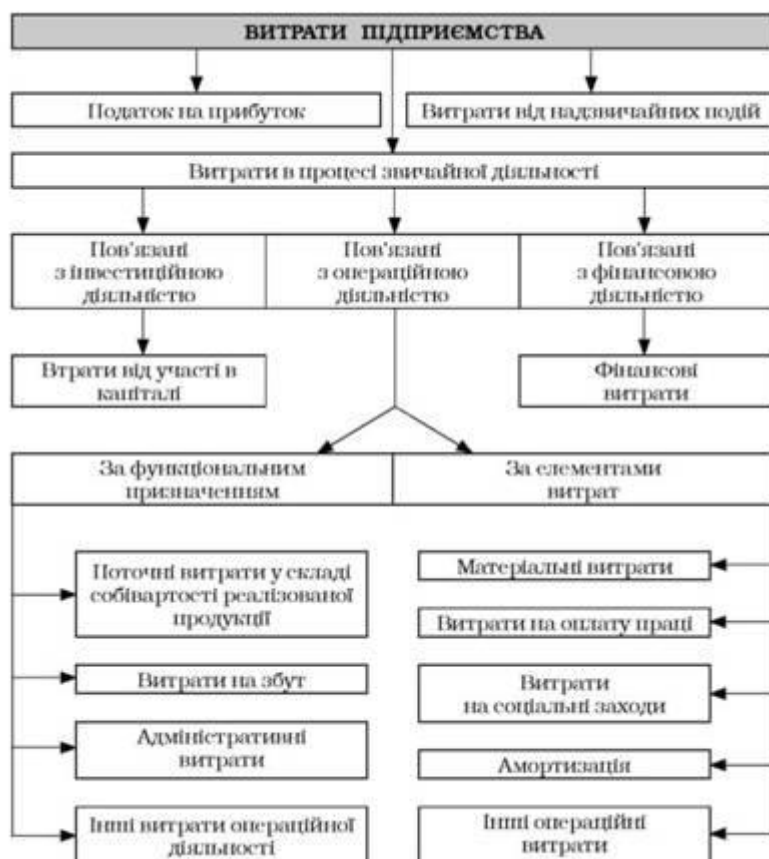 ВИТРАТИ ПІДПРИЄМСТВА
Податок на прибуток
Витрати від надзвичайних подій
Витрати в процесі звичайної діяльності
Пов'язані
з інвестиційною
діяльністю
Пов'язані
з операційною
діяльністю
Пов'язані
з фінансовою
діяльністю
Втрати від участі в
капіталі
Фінансові
витрати
За функціональним
призначенням
За елементами
витрат
Поточні витрати у складі
собівартості реалізованої
продукції
Витрати на збут
Адміністративні
витрати
Інші витрати операційної
діяльності
Матеріальні витрати
Витрати на оплату праці
Витрати
на соціальні заходи
Амортизація
Інші операційні
витрати